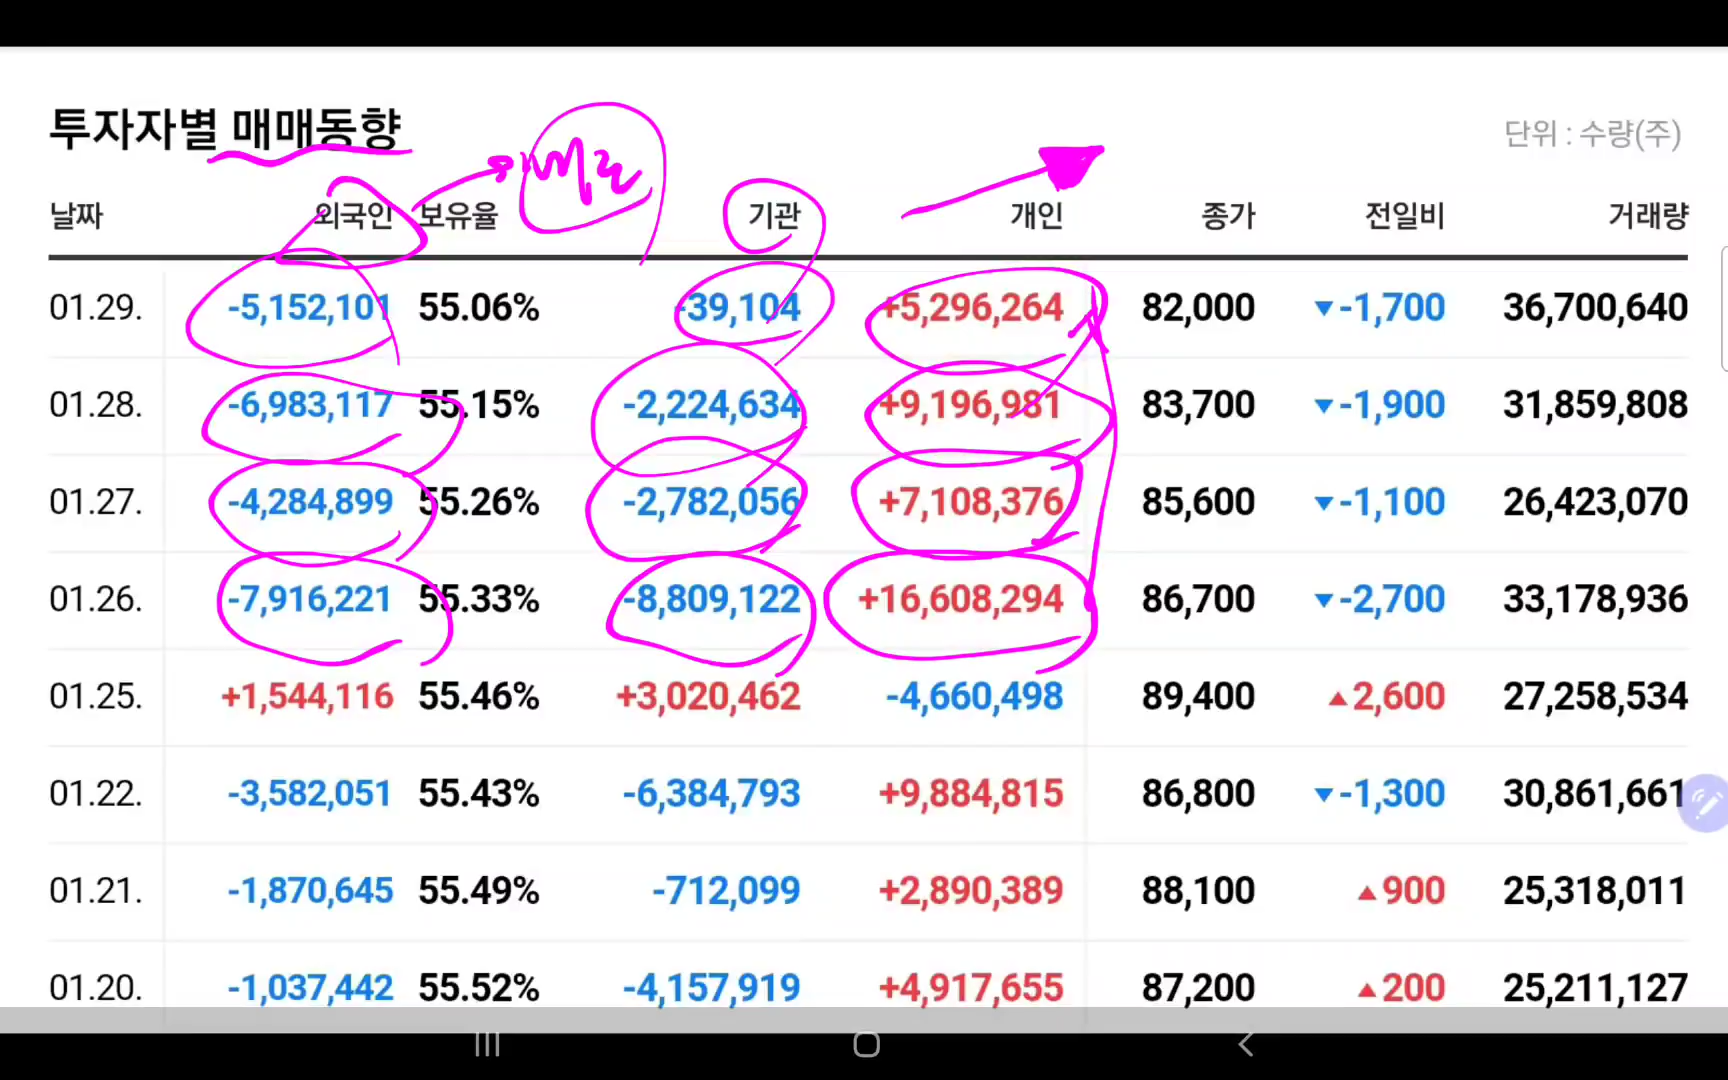 투자자별 매매동향
매도
단위 : 수량(주)
날짜 외국인 보유율 기관 개인 종가 전일비 거래량
01.29. -5,152,101 55.06% -39,104 +5,296,264 82,000 ▼-1,700 36,700,640
01.28. -6,983,117 55.15% -2,224,634 +9,196,981 83,700 ▼-1,900 31,859,808
01.27. -4,284,899 55.26% -2,782,056 +7,108,376 85,600 ▼-1,100 26,423,070
01.26. -7,916,221 55.33% -8,809,122 +16,608,294 86,700 ▼-2,700 33,178,936
01.25. +1,544,116 55.46% +3,020,462 -4,660,498 89,400 ▲2,600 27,258,534
01.22. -3,582,051 55.43% -6,384,793 +9,884,815 86,800 ▼-1,300 30,861,661
01.21. -1,870,645 55.49% -712,099 +2,890,389 88,100 ▲900 25,318,011
01.20. -1,037,442 55.52% -4,157,919 +4,917,655 87,200 ▲200 25,211,127